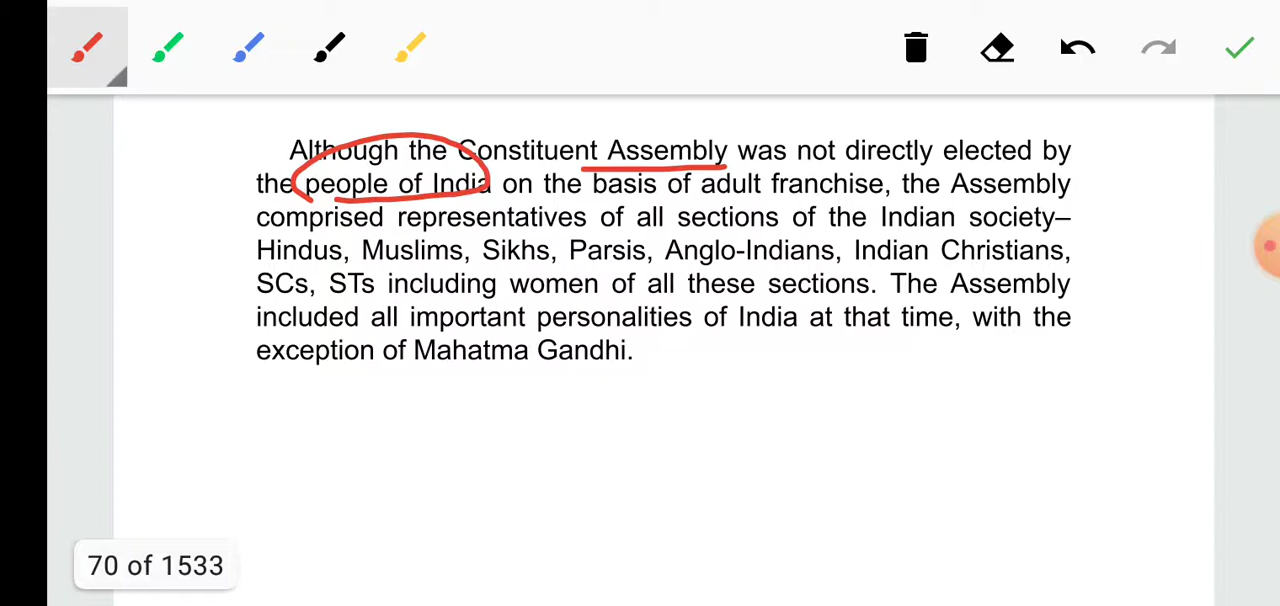 Although the Constituent Assembly was not directly elected by
the people of India on the basis of adult franchise, the Assembly
comprised representatives of all sections of the Indian society–
Hindus, Muslims, Sikhs, Parsis, Anglo-Indians, Indian Christians,
SCs, STs including women of all these sections. The Assembly
included all important personalities of India at that time, with the
exception of Mahatma Gandhi.
70 of 1533